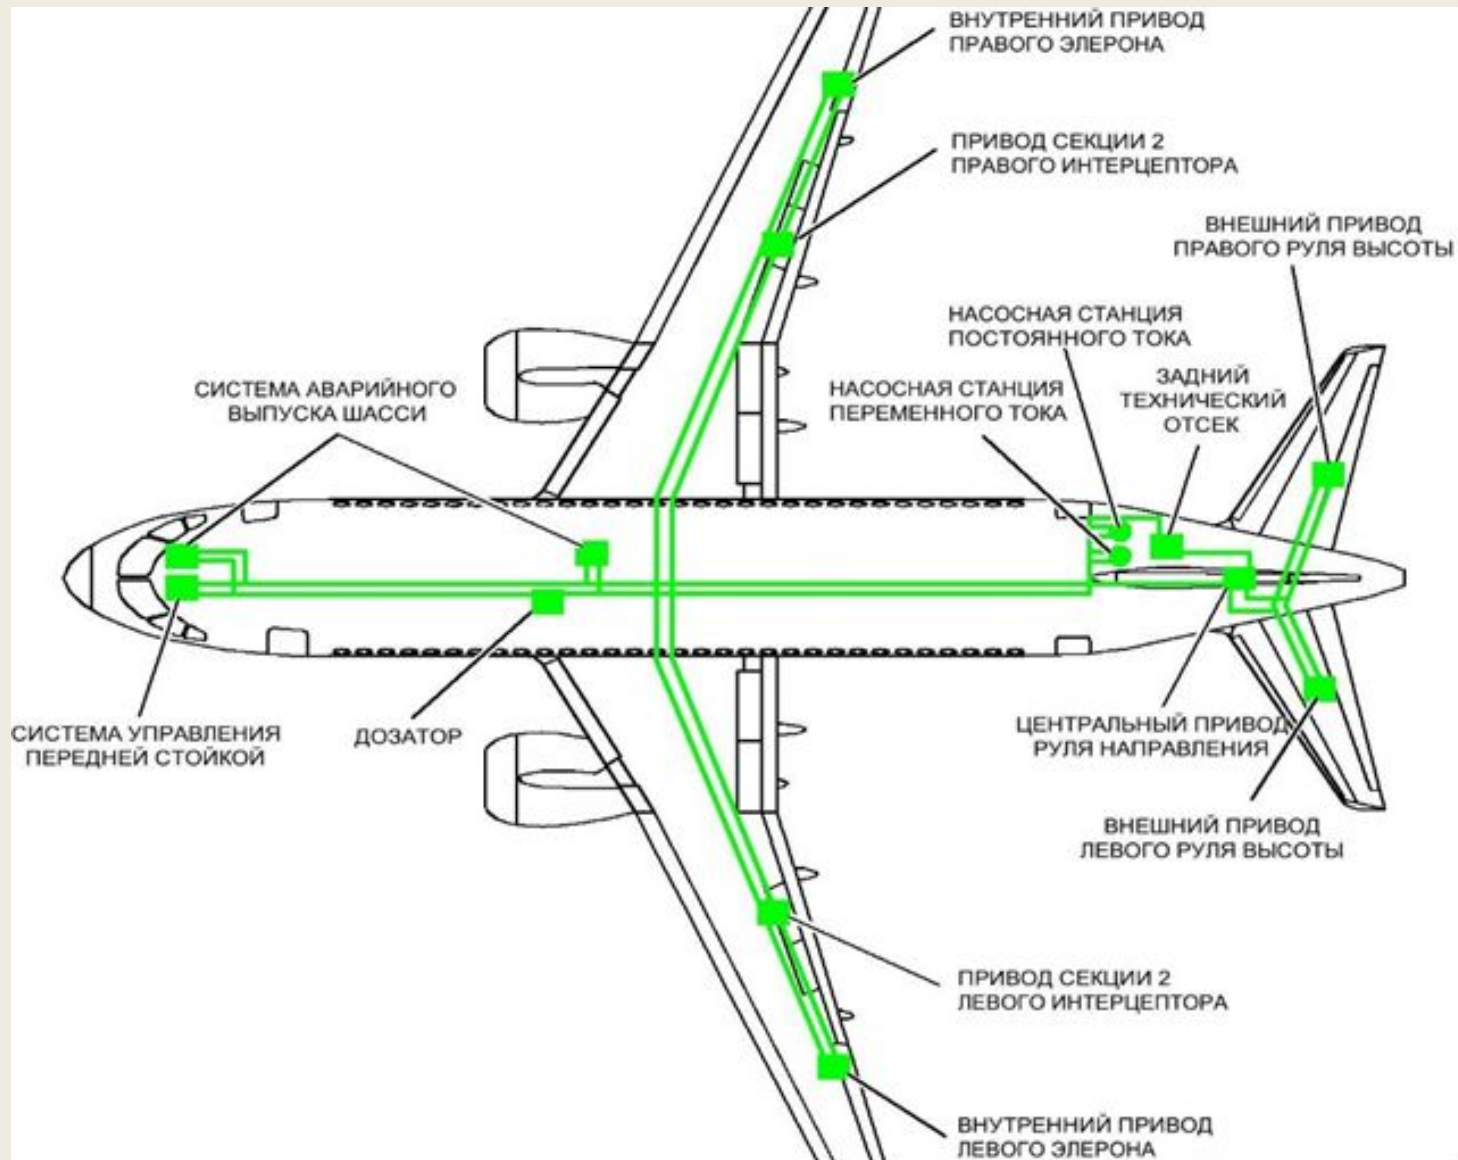 ВНУТРЕННИЙ ПРИВОД
ПРАВОГО ЭЛЕРОНА
ПРИВОД СЕКЦИИ 2
ПРАВОГО ИНТЕРЦЕПТОРА
ВНЕШНИЙ ПРИВОД
ПРАВОГО РУЛЯ ВЫСОТЫ
НАСОСНАЯ СТАНЦИЯ
ПОСТОЯННОГО ТОКА
ЗАДНИЙ
ТЕХНИЧЕСКИЙ
ОТСЕК
НАСОСНАЯ СТАНЦИЯ
ПЕРЕМЕННОГО ТОКА
СИСТЕМА АВАРИЙНОГО
ВЫПУСКА ШАССИ
СИСТЕМА УПРАВЛЕНИЯ
ПЕРЕДНЕЙ СТОЙКОЙ
ДОЗАТОР
ЦЕНТРАЛЬНЫЙ ПРИВОД
РУЛЯ НАПРАВЛЕНИЯ
ВНЕШНИЙ ПРИВОД
ЛЕВОГО РУЛЯ ВЫСОТЫ
ПРИВОД СЕКЦИИ 2
ЛЕВОГО ИНТЕРЦЕПТОРА
ВНУТРЕННИЙ ПРИВОД
ЛЕВОГО ЭЛЕРОНА